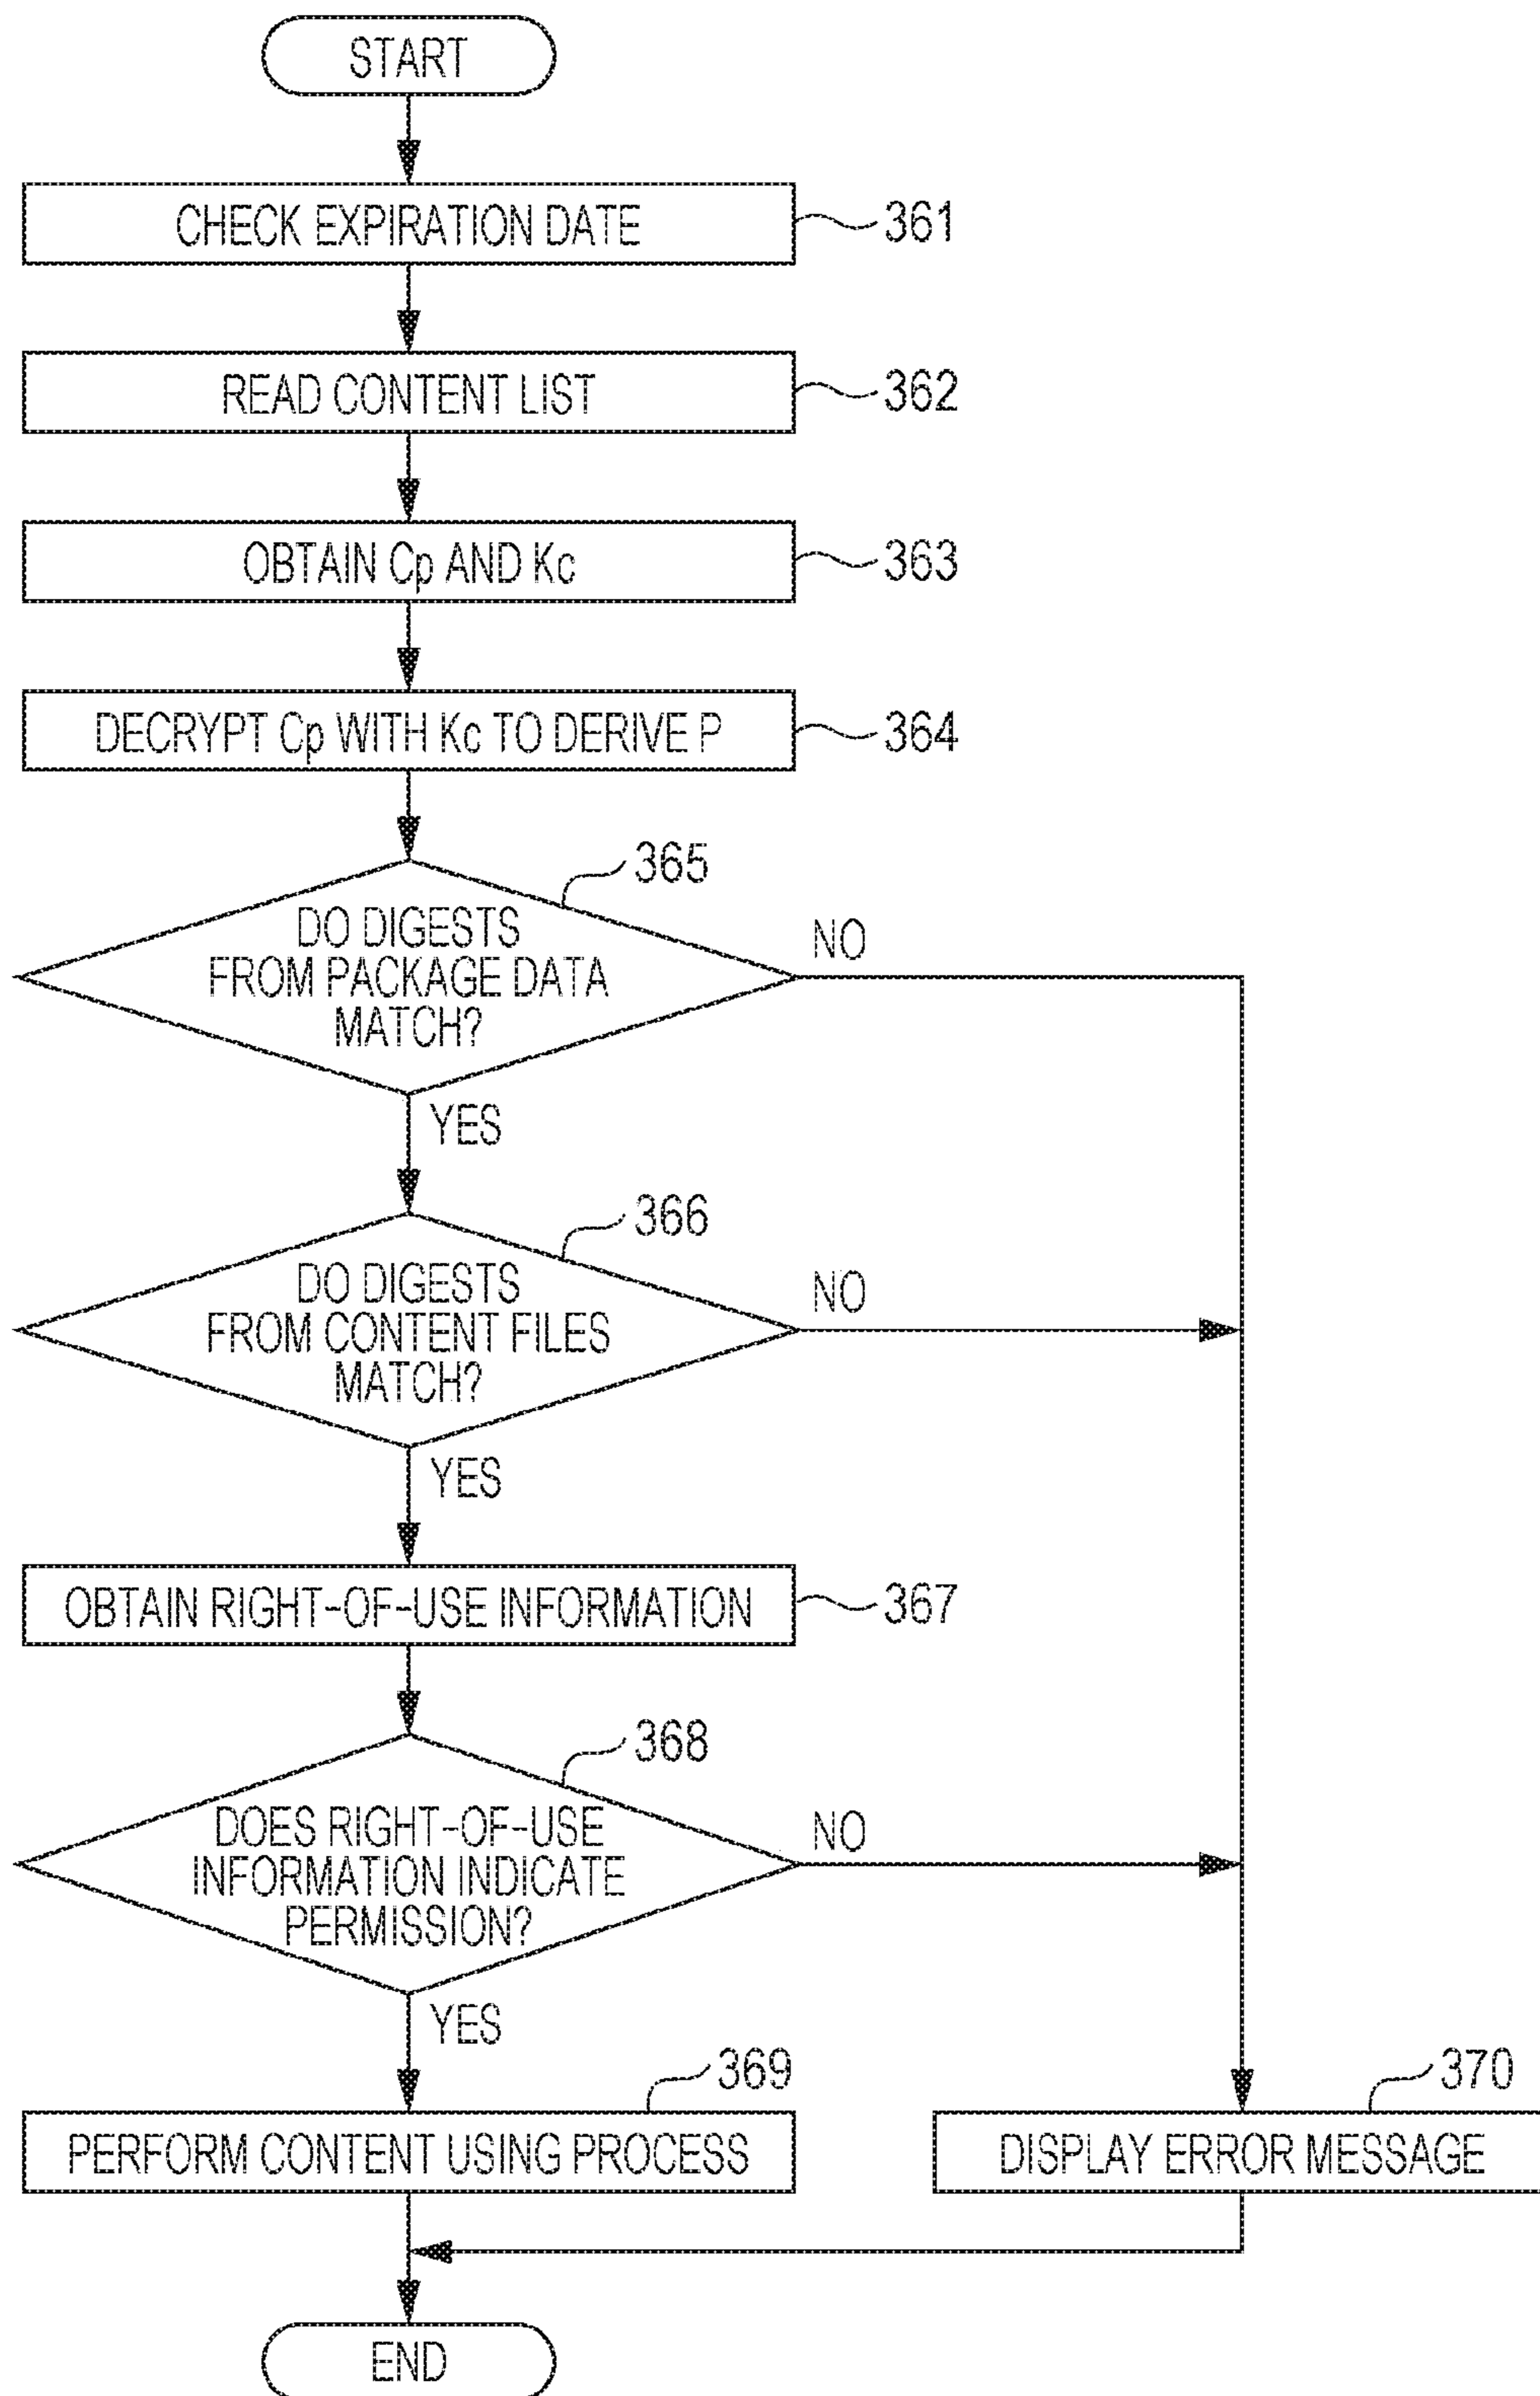 START
CHECK EXPIRATION DATE
361
READ CONTENT LIST
362
OBTAIN Cp AND Kc
363
DECRYPT Cp WITH Kc TO DERIVE P
364
365
DO DIGESTS
FROM PACKAGE DATA
MATCH?
NO
YES
366
DO DIGESTS
FROM CONTENT FILES
MATCH?
NO
YES
OBTAIN RIGHT-OF-USE INFORMATION
367
368
DOES RIGHT-OF-USE
INFORMATION INDICATE
PERMISSION?
NO
YES
369
PERFORM CONTENT USING PROCESS
370
DISPLAY ERROR MESSAGE
END